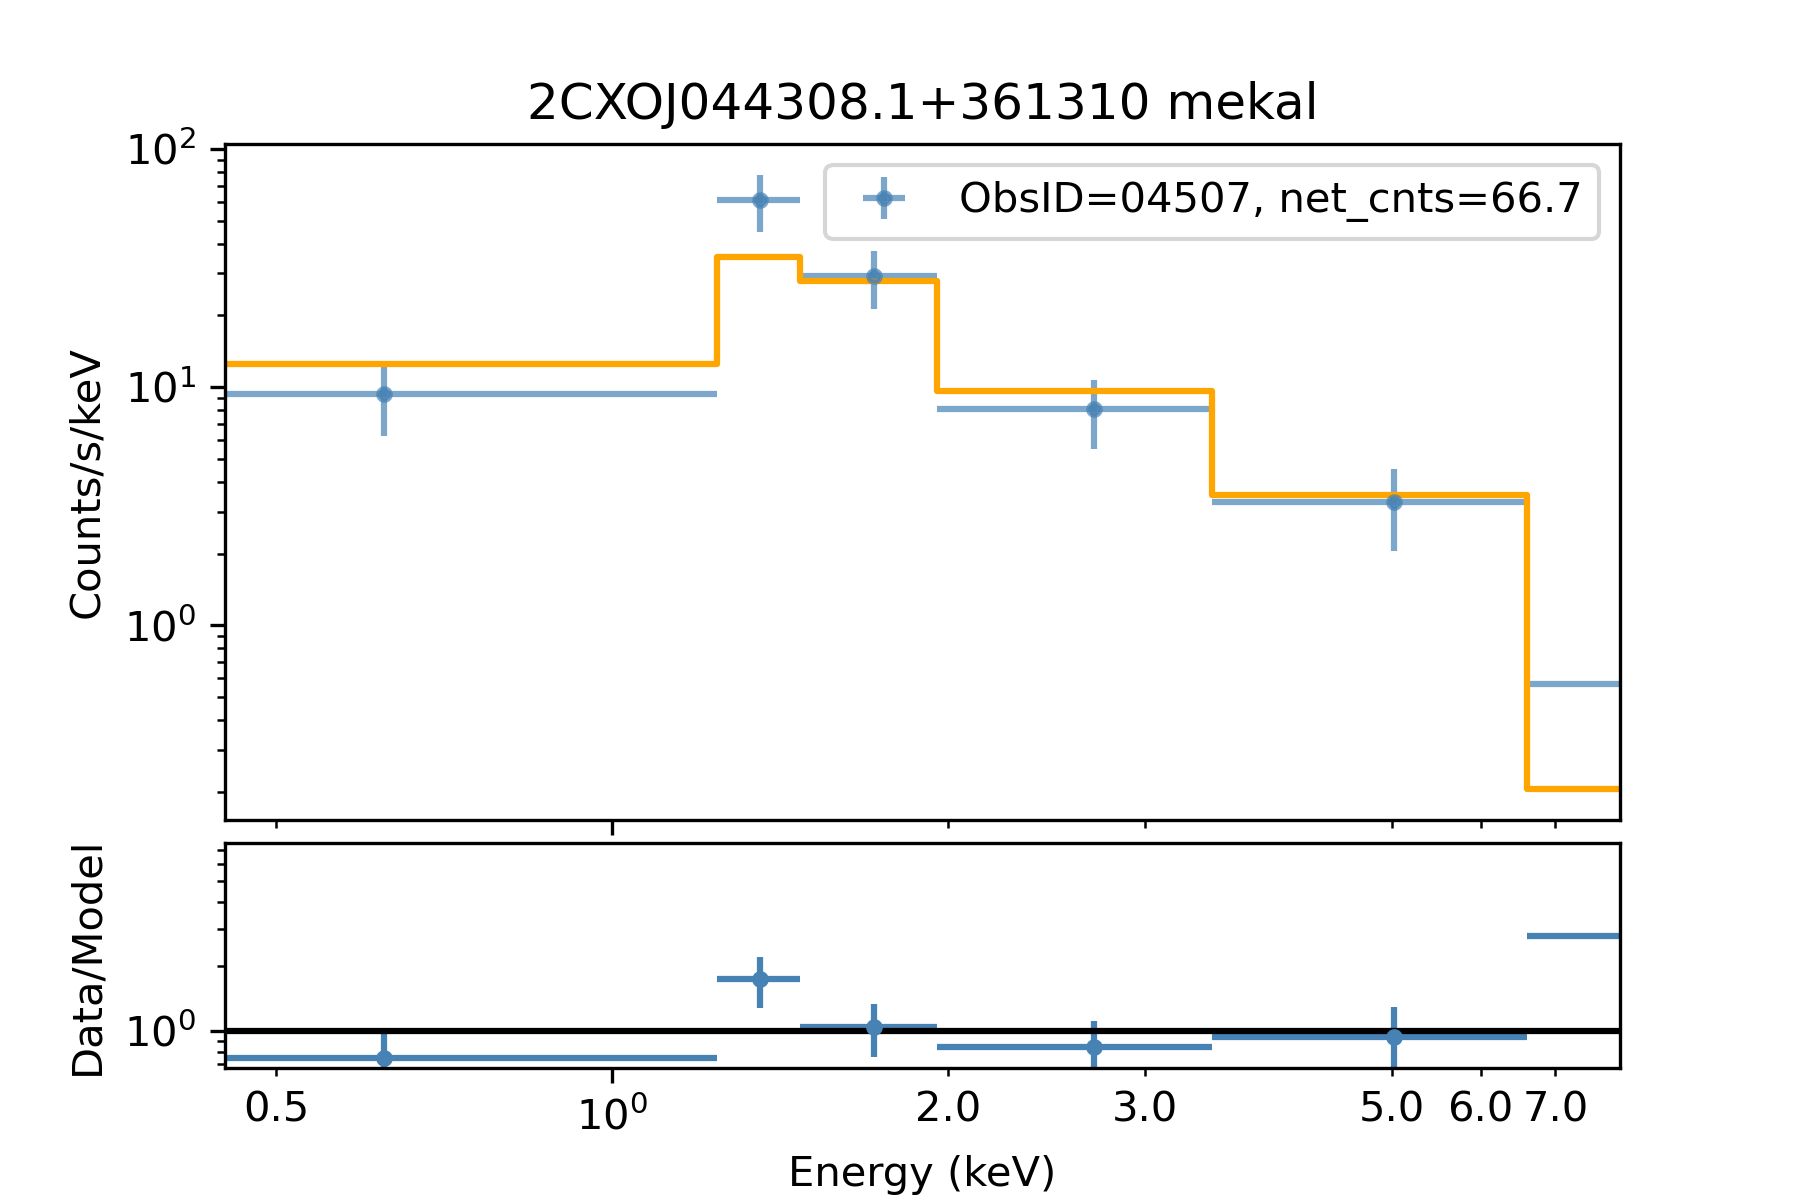 2CXOJ044308.1+361310 mekal
ObsID=04507, net_cnts=66.7
Counts/s/keV
10²
10¹
10⁰
Data/Model
10⁰
0.5 10⁰ 2.0 3.0 5.0 6.0 7.0
Energy (keV)